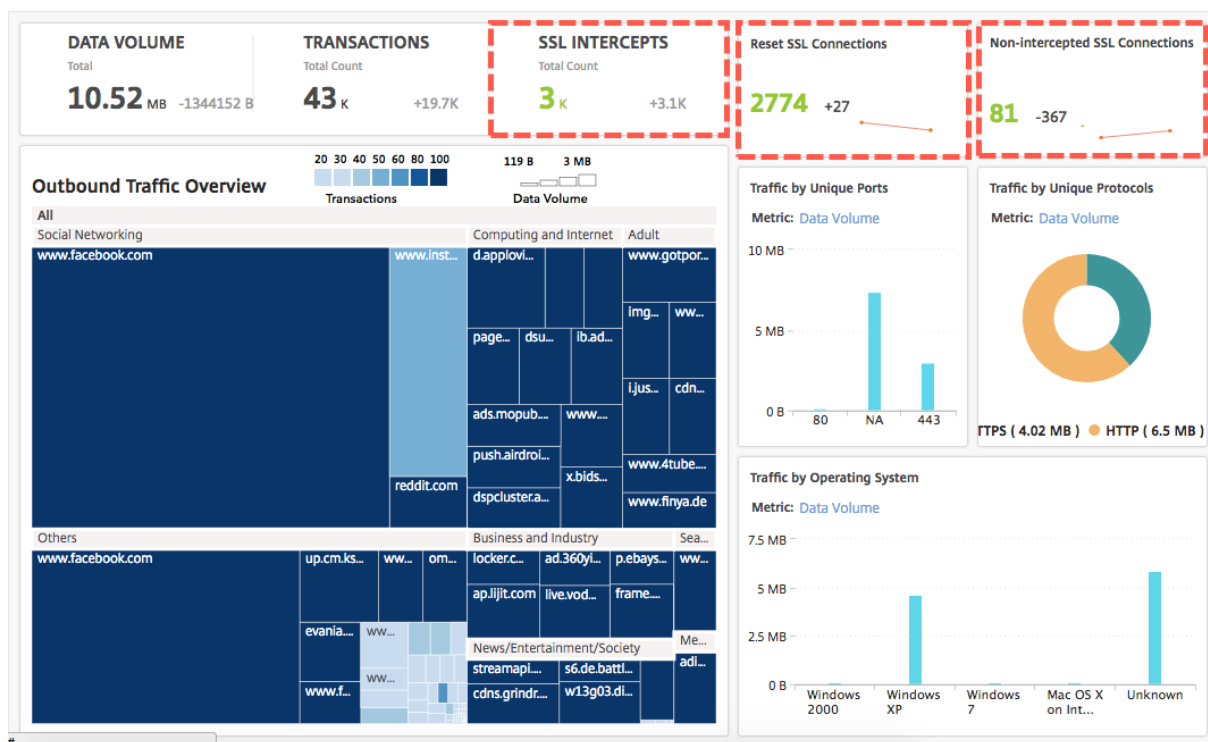 DATA VOLUME
Total
10.52 MB -1344152 B
TRANSACTIONS
Total Count
43 K +19.7K
SSL INTERCEPTS
Total Count
3 K +3.1K
Reset SSL Connections
2774 +27
Non-intercepted SSL Connections
81 -367
Outbound Traffic Overview
20 30 40 50 60 80 100
Transactions
119 B 3 MB
Data Volume
All
Social Networking
www.facebook.com
www.inst...
reddit.com
Computing and Internet
d.applovi...
page... dsu... ib.ad...
ads.mopub.... www....
push.airdroi...
x.bids...
dspcluster.a...
Adult
www.gotpor...
img... ww...
i.jus... cdn...
www.4tube....
www.finya.de
Others
www.facebook.com
up.cm.ks... ww... om...
evania.... ww...
ww...
www.f...
Business and Industry
locker.c... ad.360yi... p.ebays...
ap.lijit.com live.vod... frame....
Sea...
ww...
News/Entertainment/Society
streamapi.... s6.de.battl...
cdns.grindr.... w13g03.di...
Me...
adi...
Traffic by Unique Ports
Metric: Data Volume
10 MB
5 MB
0 B
80 NA 443
Traffic by Unique Protocols
Metric: Data Volume
TTPS ( 4.02 MB ) HTTP ( 6.5 MB )
Traffic by Operating System
Metric: Data Volume
7.5 MB
5 MB
2.5 MB
0 B
Windows 2000
Windows XP
Windows 7
Mac OS X on Int...
Unknown